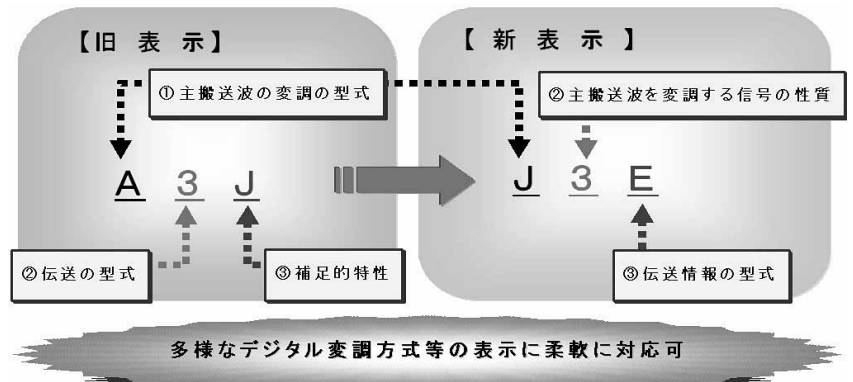 【旧表示】
【新表示】
①主搬送波の変調の型式
②主搬送波を変調する信号の性質
A 3 J
J 3 E
②伝送の型式
③補足的特性
③伝送情報の型式
多様なデジタル変調方式等の表示に柔軟に対応可